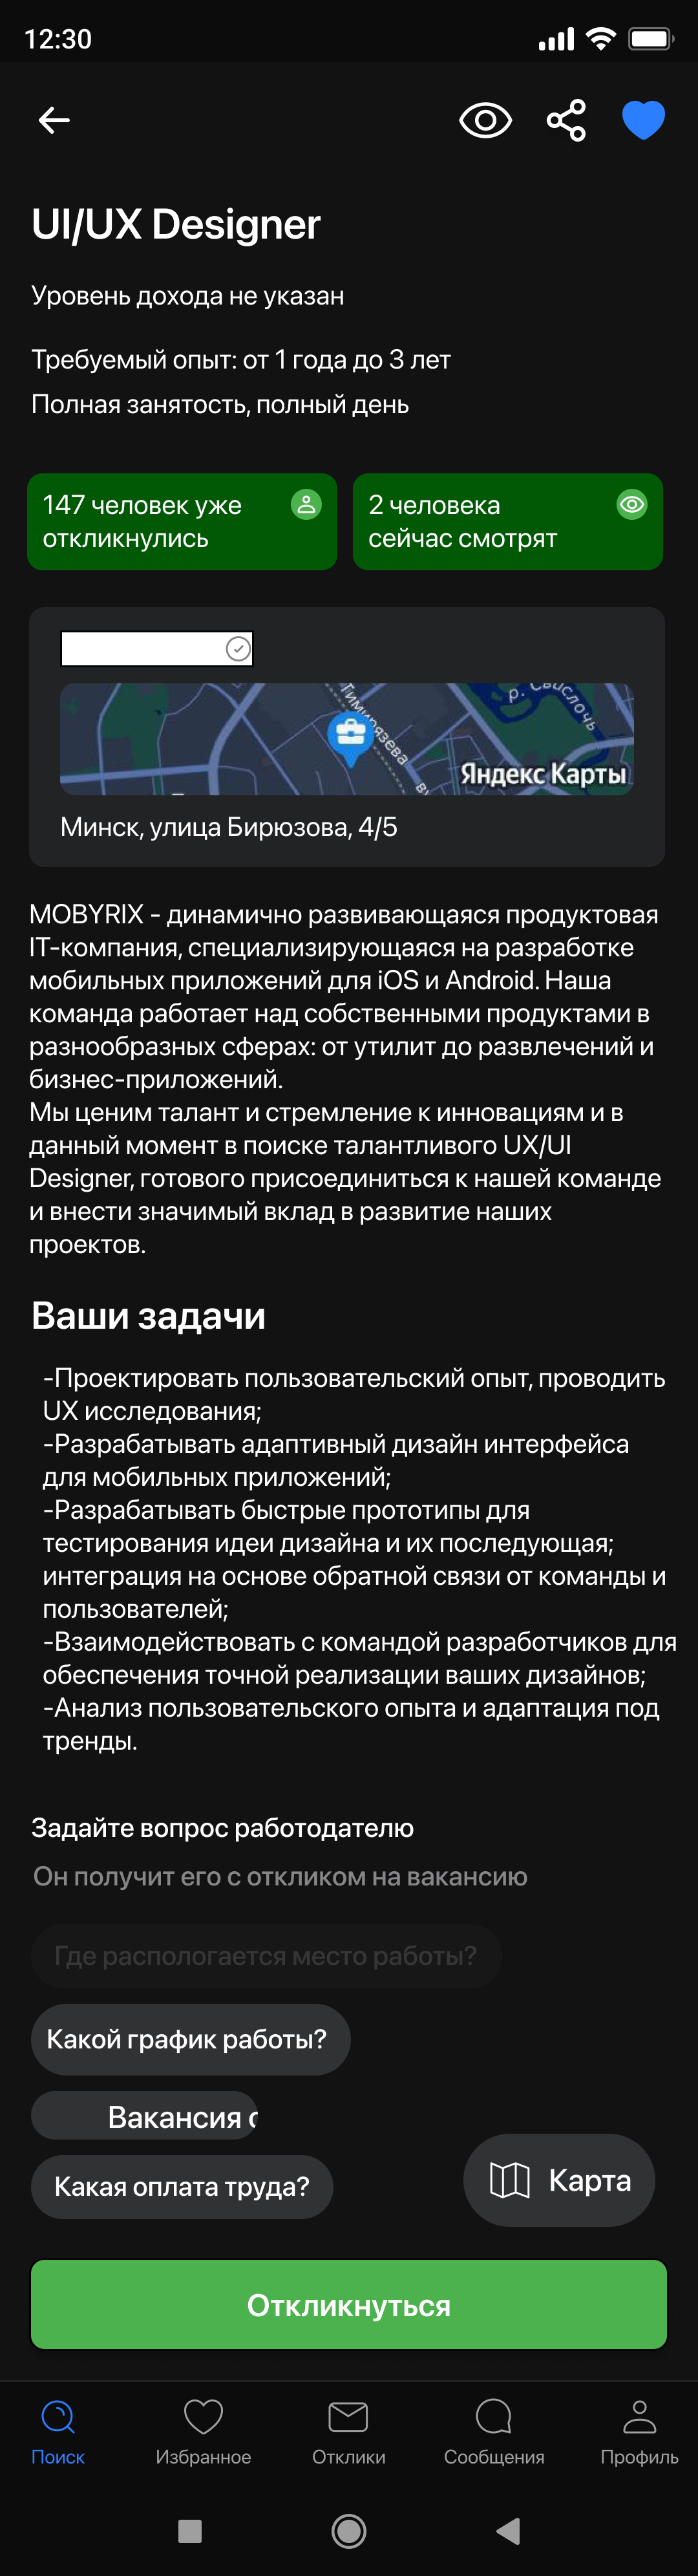 12:30
UI/UX Designer
Уровень дохода не указан
Требуемый опыт: от 1 года до 3 лет
Полная занятость, полный день
147 человек уже
откликнулись
2 человека
сейчас смотрят
р. Свислочь
Тимирязева
Яндекс Карты
Минск, улица Бирюзова, 4/5
MOBYRIX - динамично развивающаяся продуктовая
IT-компания, специализирующаяся на разработке
мобильных приложений для iOS и Android. Наша
команда работает над собственными продуктами в
разнообразных сферах: от утилит до развлечений и
бизнес-приложений.
Мы ценим талант и стремление к инновациям и в
данный момент в поиске талантливого UX/UI
Designer, готового присоединиться к нашей команде
и внести значимый вклад в развитие наших
проектов.
Ваши задачи
-Проектировать пользовательский опыт, проводить
UX исследования;
-Разрабатывать адаптивный дизайн интерфейса
для мобильных приложений;
-Разрабатывать быстрые прототипы для
тестирования идеи дизайна и их последующая;
интеграция на основе обратной связи от команды и
пользователей;
-Взаимодействовать с командой разработчиков для
обеспечения точной реализации ваших дизайнов;
-Анализ пользовательского опыта и адаптация под
тренды.
Задайте вопрос работодателю
Он получит его с откликом на вакансию
Где распологается место работы?
Какой график работы?
Вакансия
Какая оплата труда?
Карта
Откликнуться
Поиск
Избранное
Отклики
Сообщения
Профиль